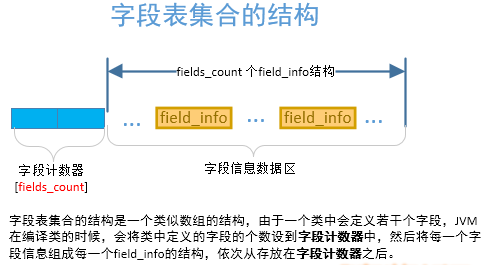 字段表集合的结构
fields_count 个field_info结构
... field_info ... field_info ...
字段计数器
[fields_count]
字段信息数据区
字段表集合的结构是一个类似数组的结构，由于一个类中会定义若干个字段，JVM
在编译类的时候，会将类中定义的字段的个数设到字段计数器中，然后将每一个字
段信息组成每一个field_info的结构，依次从存放在字段计数器之后。